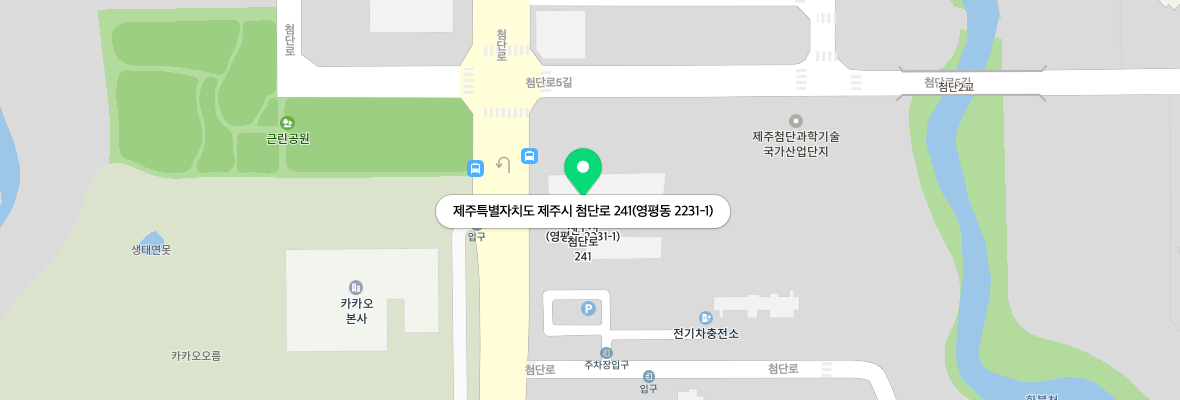 첨단로
첨단로
첨단로5길
첨단로5길
첨단2교
근린공원
제주첨단과학기술
국가산업단지
제주특별자치도 제주시 첨단로 241(영평동 2231-1)
입구
첨단로
241
생태연못
카카오
본사
P
전기차충전소
카카오오름
주차장입구
첨단로
첨단로
입구